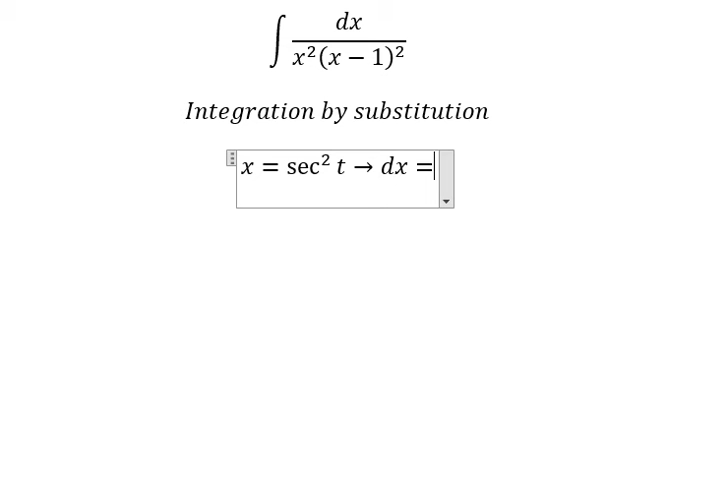 ∫ dx / x²(x − 1)²
Integration by substitution
x = sec² t → dx =